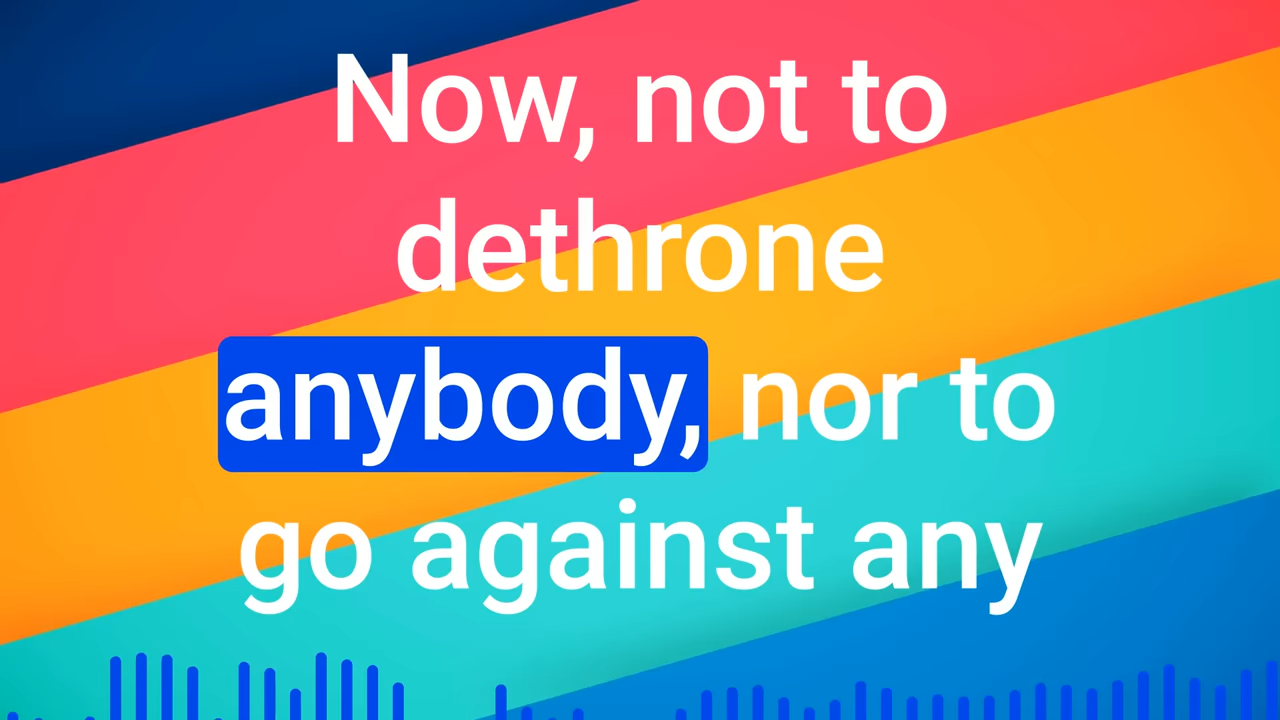 Now, not to
dethrone
anybody, nor to
go against any